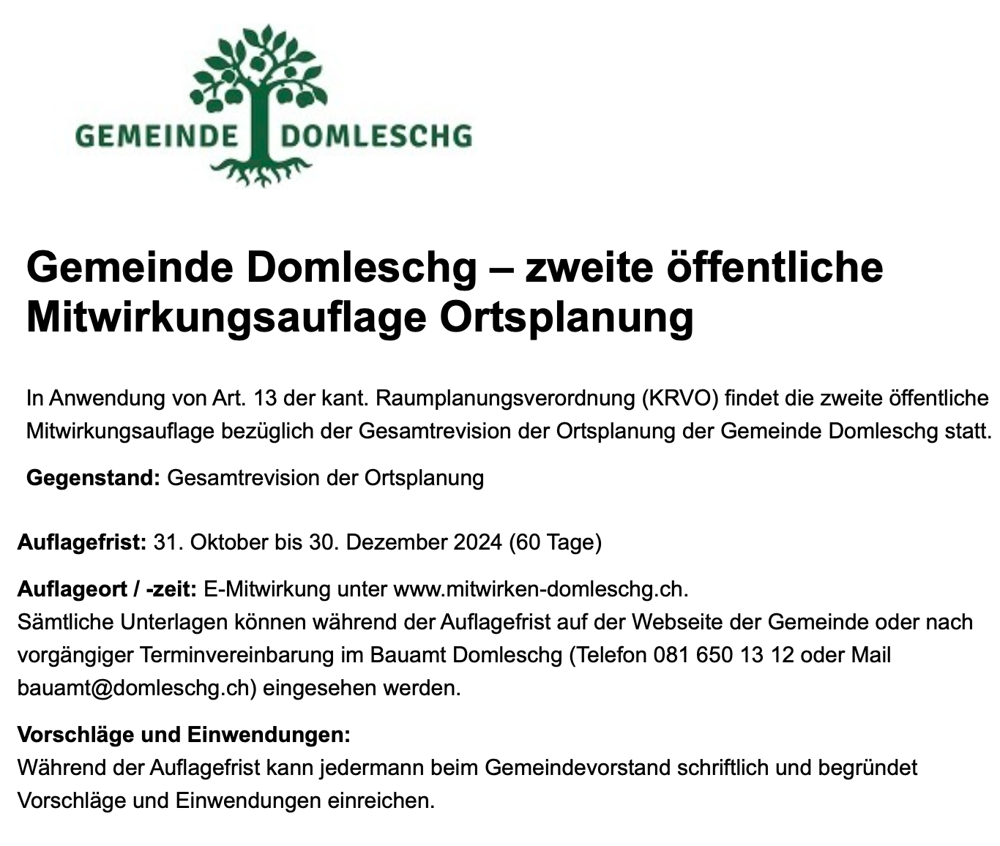 GEMEINDE DOMLESCHG
Gemeinde Domleschg – zweite öffentliche
Mitwirkungsauflage Ortsplanung
In Anwendung von Art. 13 der kant. Raumplanungsverordnung (KRVO) findet die zweite öffentliche
Mitwirkungsauflage bezüglich der Gesamtrevision der Ortsplanung der Gemeinde Domleschg statt.
Gegenstand: Gesamtrevision der Ortsplanung
Auflagefrist: 31. Oktober bis 30. Dezember 2024 (60 Tage)
Auflageort / -zeit: E-Mitwirkung unter www.mitwirken-domleschg.ch.
Sämtliche Unterlagen können während der Auflagefrist auf der Webseite der Gemeinde oder nach
vorgängiger Terminvereinbarung im Bauamt Domleschg (Telefon 081 650 13 12 oder Mail
bauamt@domleschg.ch) eingesehen werden.
Vorschläge und Einwendungen:
Während der Auflagefrist kann jedermann beim Gemeindevorstand schriftlich und begründet
Vorschläge und Einwendungen einreichen.